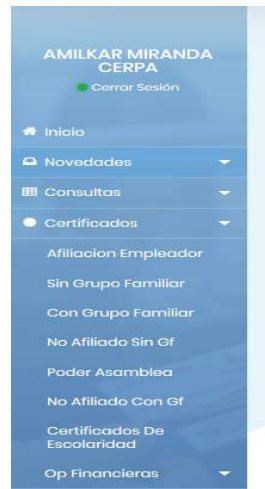 AMILKAR MIRANDA
CERPA
Cerrar Sesión
Inicio
Novedades
Consultas
Certificados
Afiliacion Empleador
Sin Grupo Familiar
Con Grupo Familiar
No Afiliado Sin Gf
Poder Asamblea
No Afiliado Con Gf
Certificados De
Escolaridad
Op Financieras